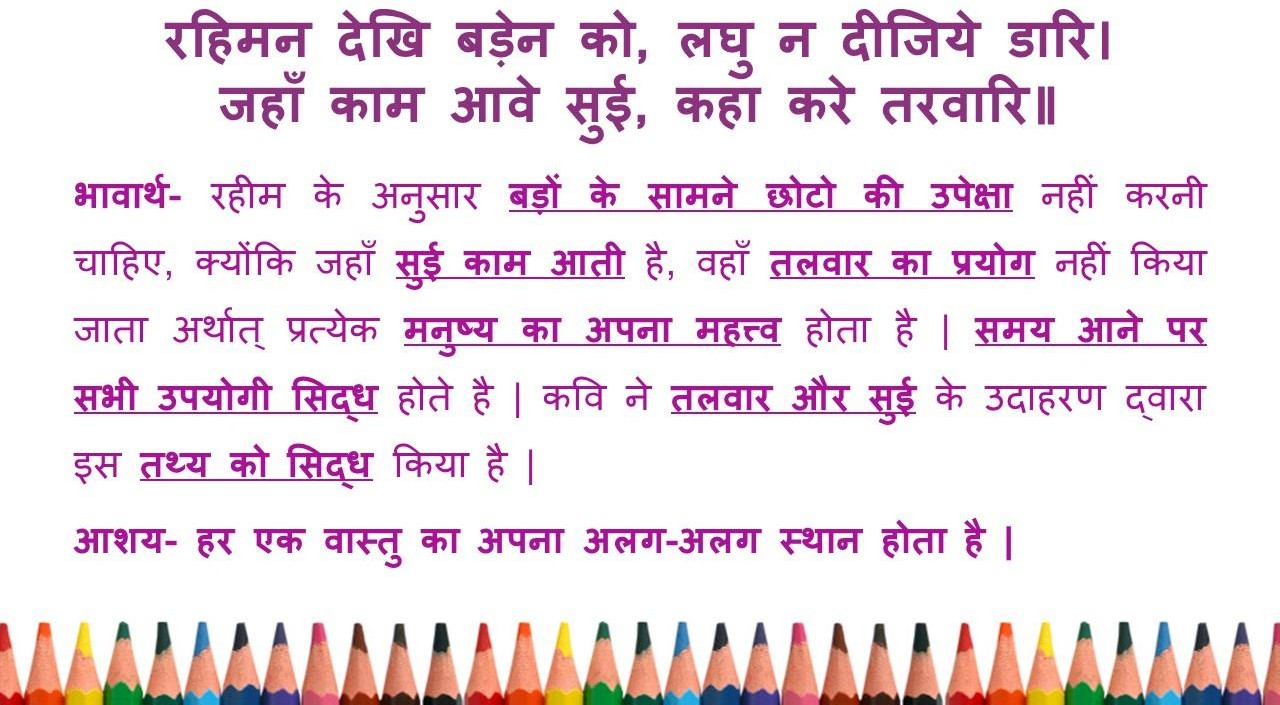 रहिमन देखि बड़ेन को, लघु न दीजिये डारि।
जहाँ काम आवे सुई, कहा करे तरवारि॥
भावार्थ- रहीम के अनुसार बड़ों के सामने छोटो की उपेक्षा नहीं करनी
चाहिए, क्योंकि जहाँ सुई काम आती है, वहाँ तलवार का प्रयोग नहीं किया
जाता अर्थात् प्रत्येक मनुष्य का अपना महत्त्व होता है | समय आने पर
सभी उपयोगी सिद्ध होते है | कवि ने तलवार और सुई के उदाहरण द्वारा
इस तथ्य को सिद्ध किया है |
आशय- हर एक वास्तु का अपना अलग-अलग स्थान होता है |